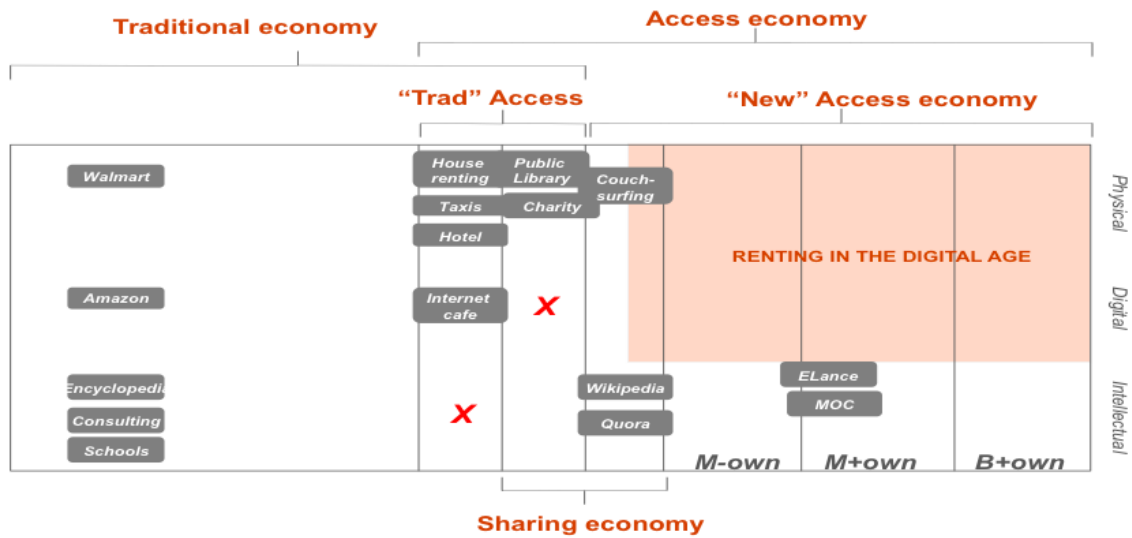 Access economy
Traditional economy
“Trad” Access
“New” Access economy
House
renting
Public
Library
Walmart
Couch-
surfing
Physical
Taxis
Charity
Hotel
RENTING IN THE DIGITAL AGE
Amazon
Internet
cafe
X
Digital
ELance
Encyclopedia
Wikipedia
MOC
X
Intellectual
Consulting
Quora
Schools
M-own
M+own
B+own
Sharing economy